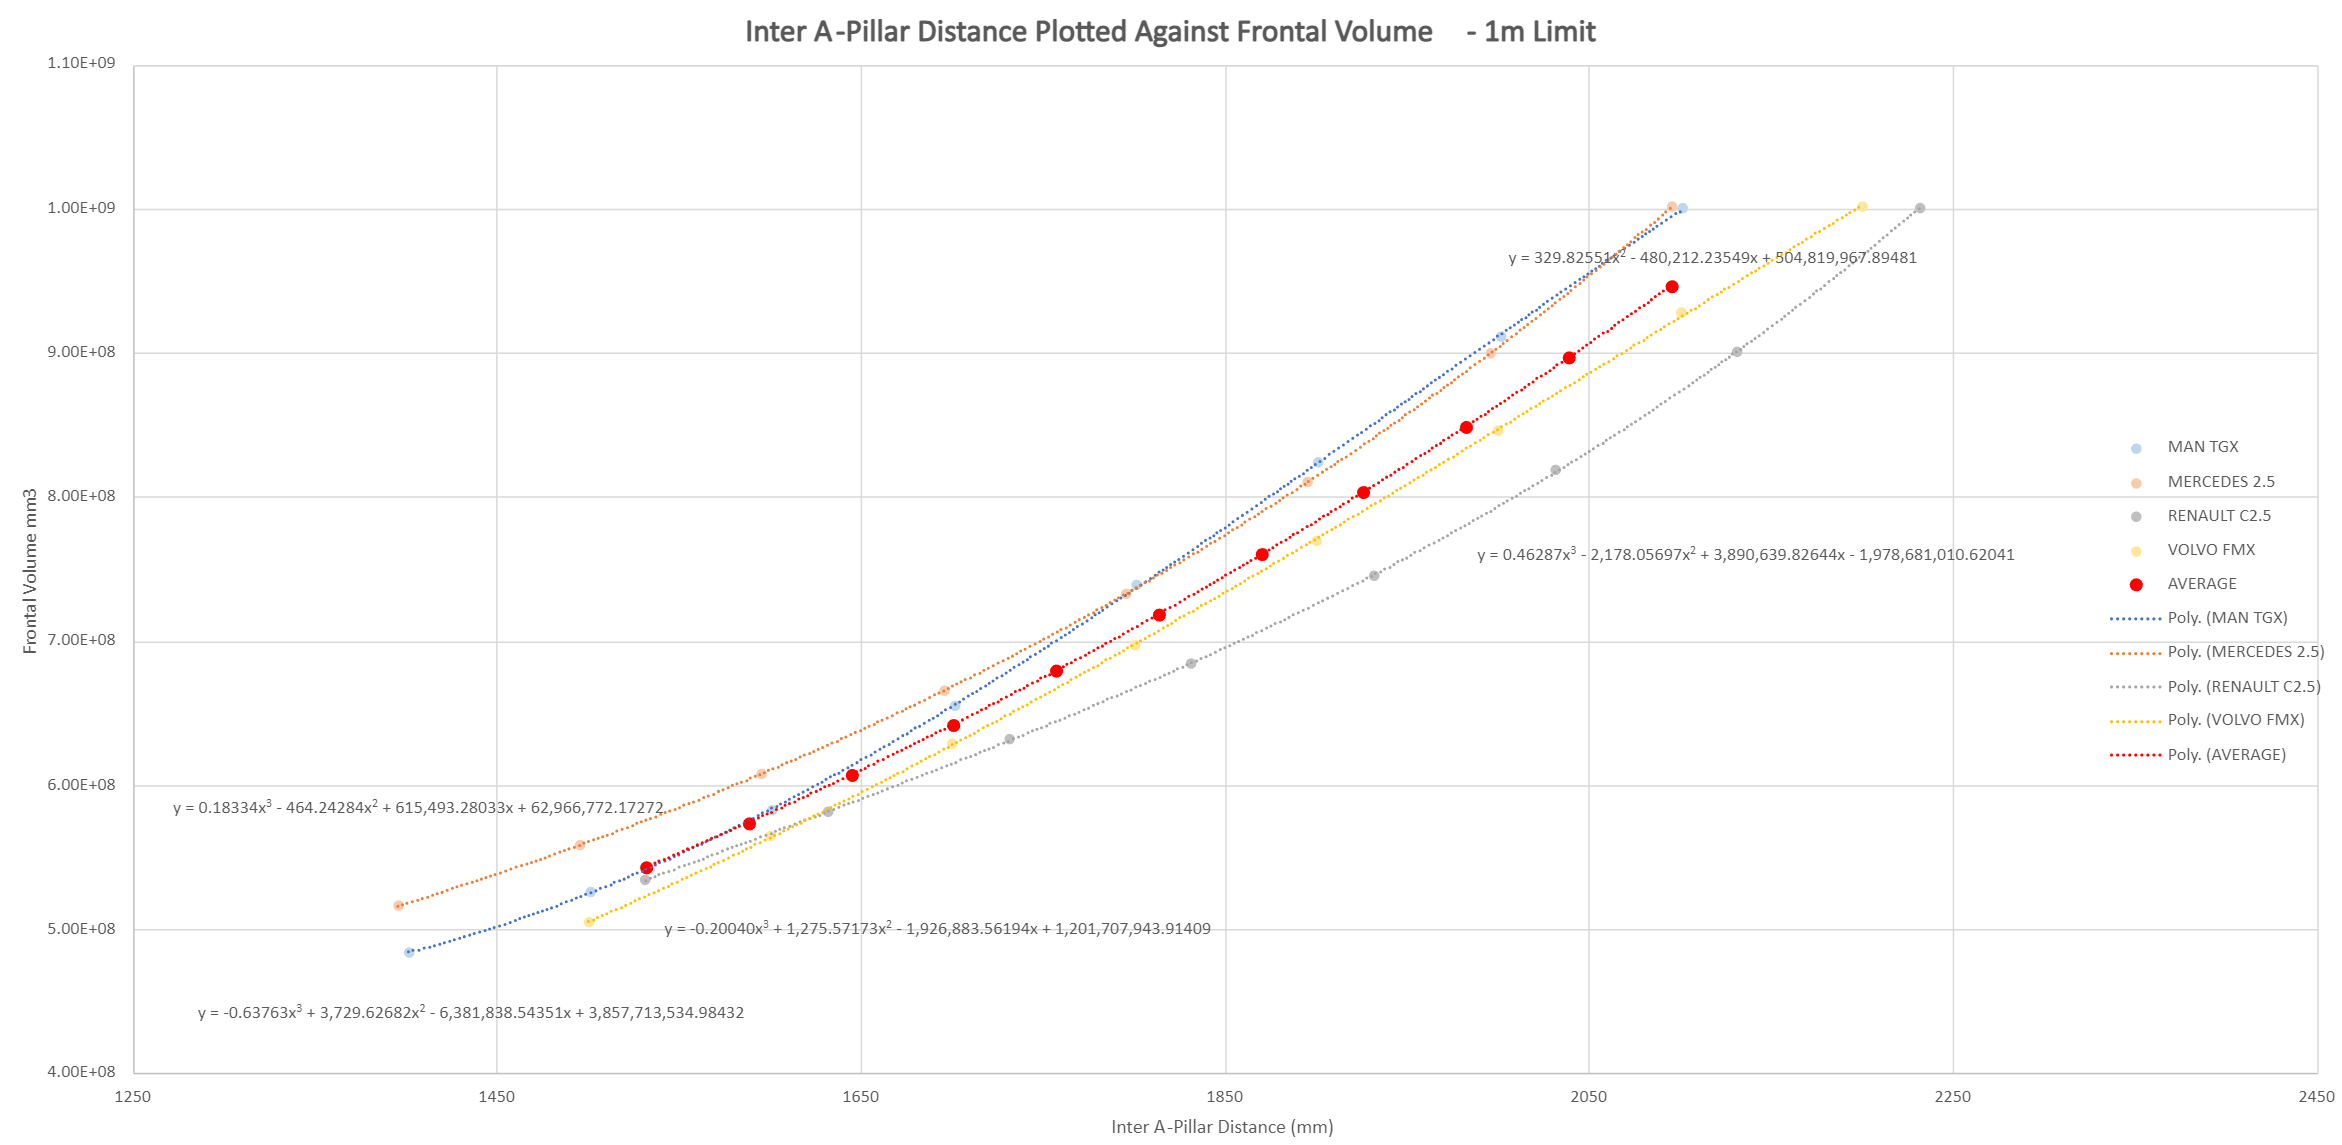 Inter A-Pillar Distance Plotted Against Frontal Volume - 1m Limit
1.10E+09
1.00E+09
9.00E+08
8.00E+08
7.00E+08
6.00E+08
5.00E+08
4.00E+08
Frontal Volume mm3
y = 329.82551x² - 480,212.23549x + 504,819,967.89481
y = 0.46287x³ - 2,178.05697x² + 3,890,639.82644x - 1,978,681,010.62041
y = 0.18334x³ - 464.24284x² + 615,493.28033x + 62,966,772.17272
y = -0.20040x³ + 1,275.57173x² - 1,926,883.56194x + 1,201,707,943.91409
y = -0.63763x³ + 3,729.62682x² - 6,381,838.54351x + 3,857,713,534.98432
MAN TGX
MERCEDES 2.5
RENAULT C2.5
VOLVO FMX
AVERAGE
Poly. (MAN TGX)
Poly. (MERCEDES 2.5)
Poly. (RENAULT C2.5)
Poly. (VOLVO FMX)
Poly. (AVERAGE)
1250 1450 1650 1850 2050 2250 2450
Inter A-Pillar Distance (mm)